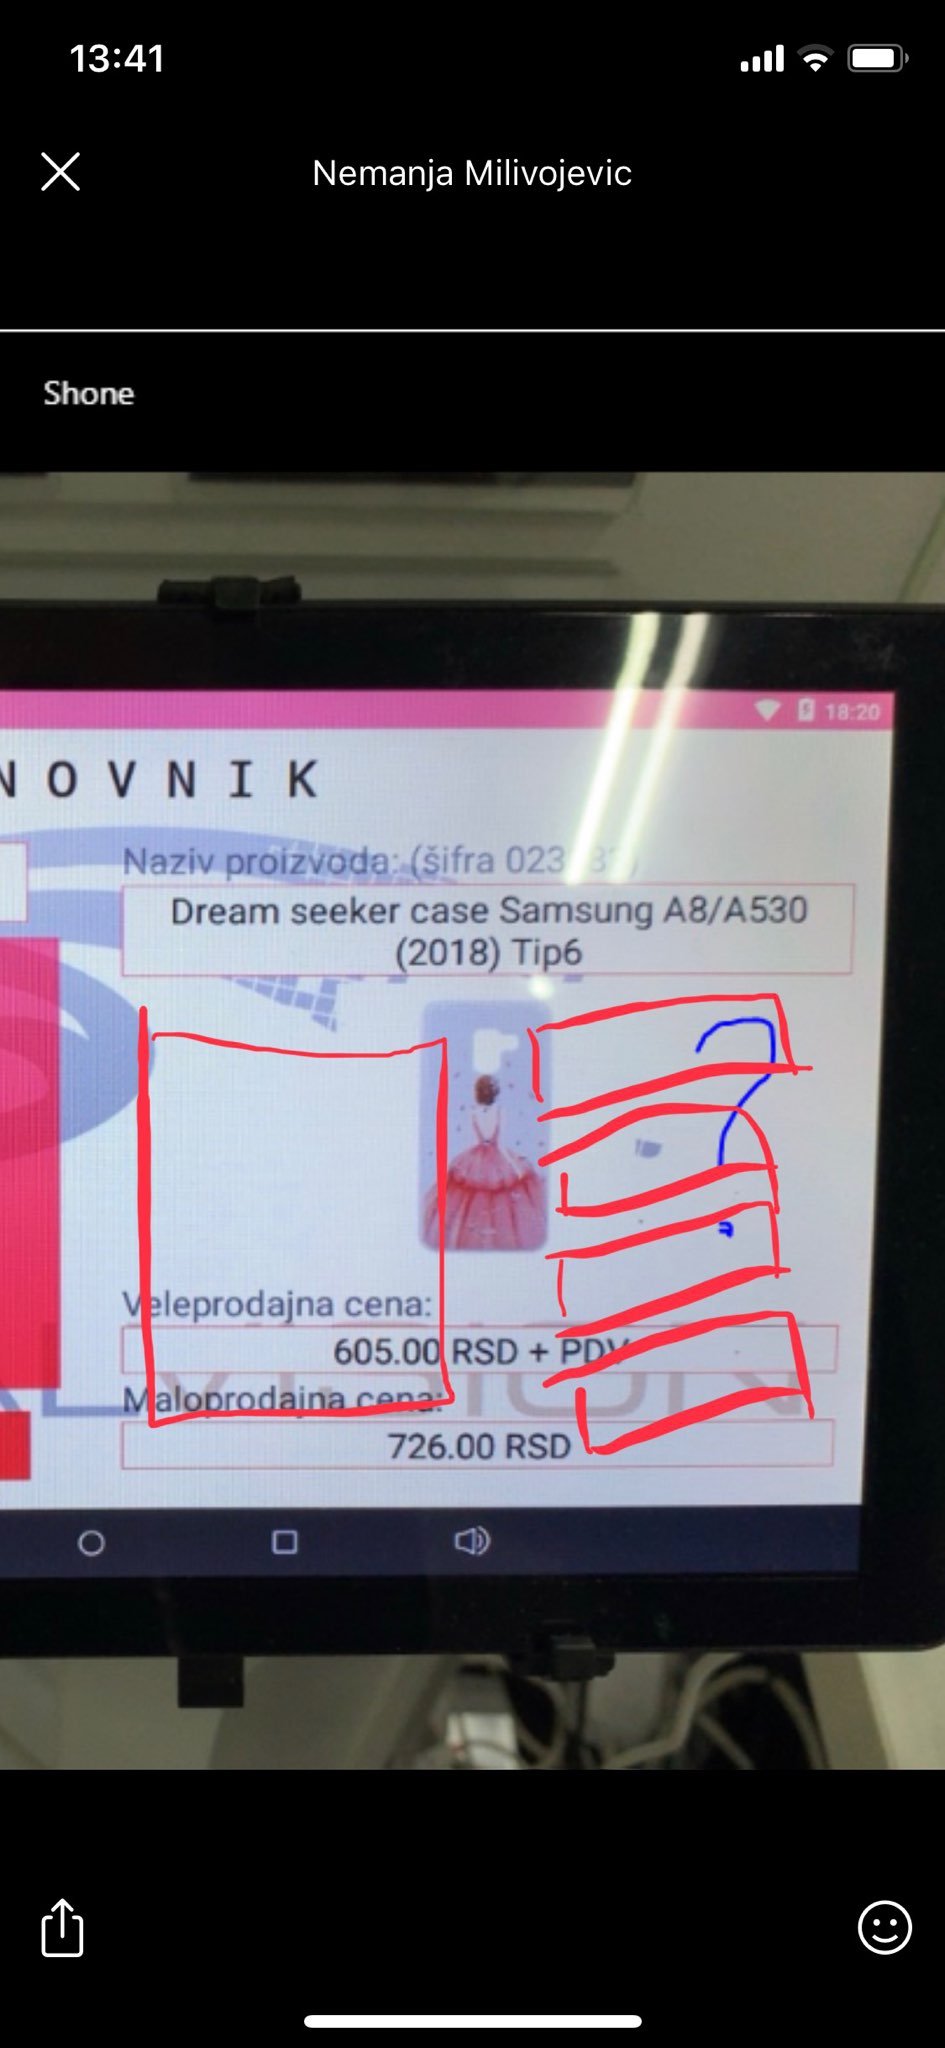 13:41
Nemanja Milivojevic
Shone
18:20
NOVNIK
Naziv proizvoda: (šifra 023
Dream seeker case Samsung A8/A530
(2018) Tip6
Veleprodajna cena:
605.00 RSD + PDV
Maloprodajna cena:
726.00 RSD
?